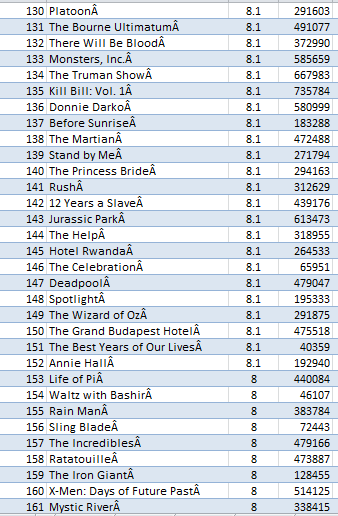 130 Platoon 8.1 291603
131 The Bourne UltimatumÂ 8.1 491077
132 There Will Be BloodÂ 8.1 372990
133 Monsters, Inc.Â 8.1 585659
134 The Truman ShowÂ 8.1 667983
135 Kill Bill: Vol. 1Â 8.1 735784
136 Donnie DarkoÂ 8.1 580999
137 Before SunriseÂ 8.1 183288
138 The MartianÂ 8.1 472488
139 Stand by MeÂ 8.1 271794
140 The Princess BrideÂ 8.1 294163
141 RushÂ 8.1 312629
142 12 Years a SlaveÂ 8.1 439176
143 Jurassic ParkÂ 8.1 613473
144 The HelpÂ 8.1 318955
145 Hotel RwandaÂ 8.1 264533
146 The CelebrationÂ 8.1 65951
147 DeadpoolÂ 8.1 479047
148 SpotlightÂ 8.1 195333
149 The Wizard of OzÂ 8.1 291875
150 The Grand Budapest HotelÂ 8.1 475518
151 The Best Years of Our LivesÂ 8.1 40359
152 Annie HallÂ 8.1 192940
153 Life of PiÂ 8 440084
154 Waltz with BashirÂ 8 46107
155 Rain ManÂ 8 383784
156 Sling BladeÂ 8 72443
157 The IncrediblesÂ 8 479166
158 RatatouilleÂ 8 473887
159 The Iron GiantÂ 8 128455
160 X-Men: Days of Future PastÂ 8 514125
161 Mystic RiverÂ 8 338415